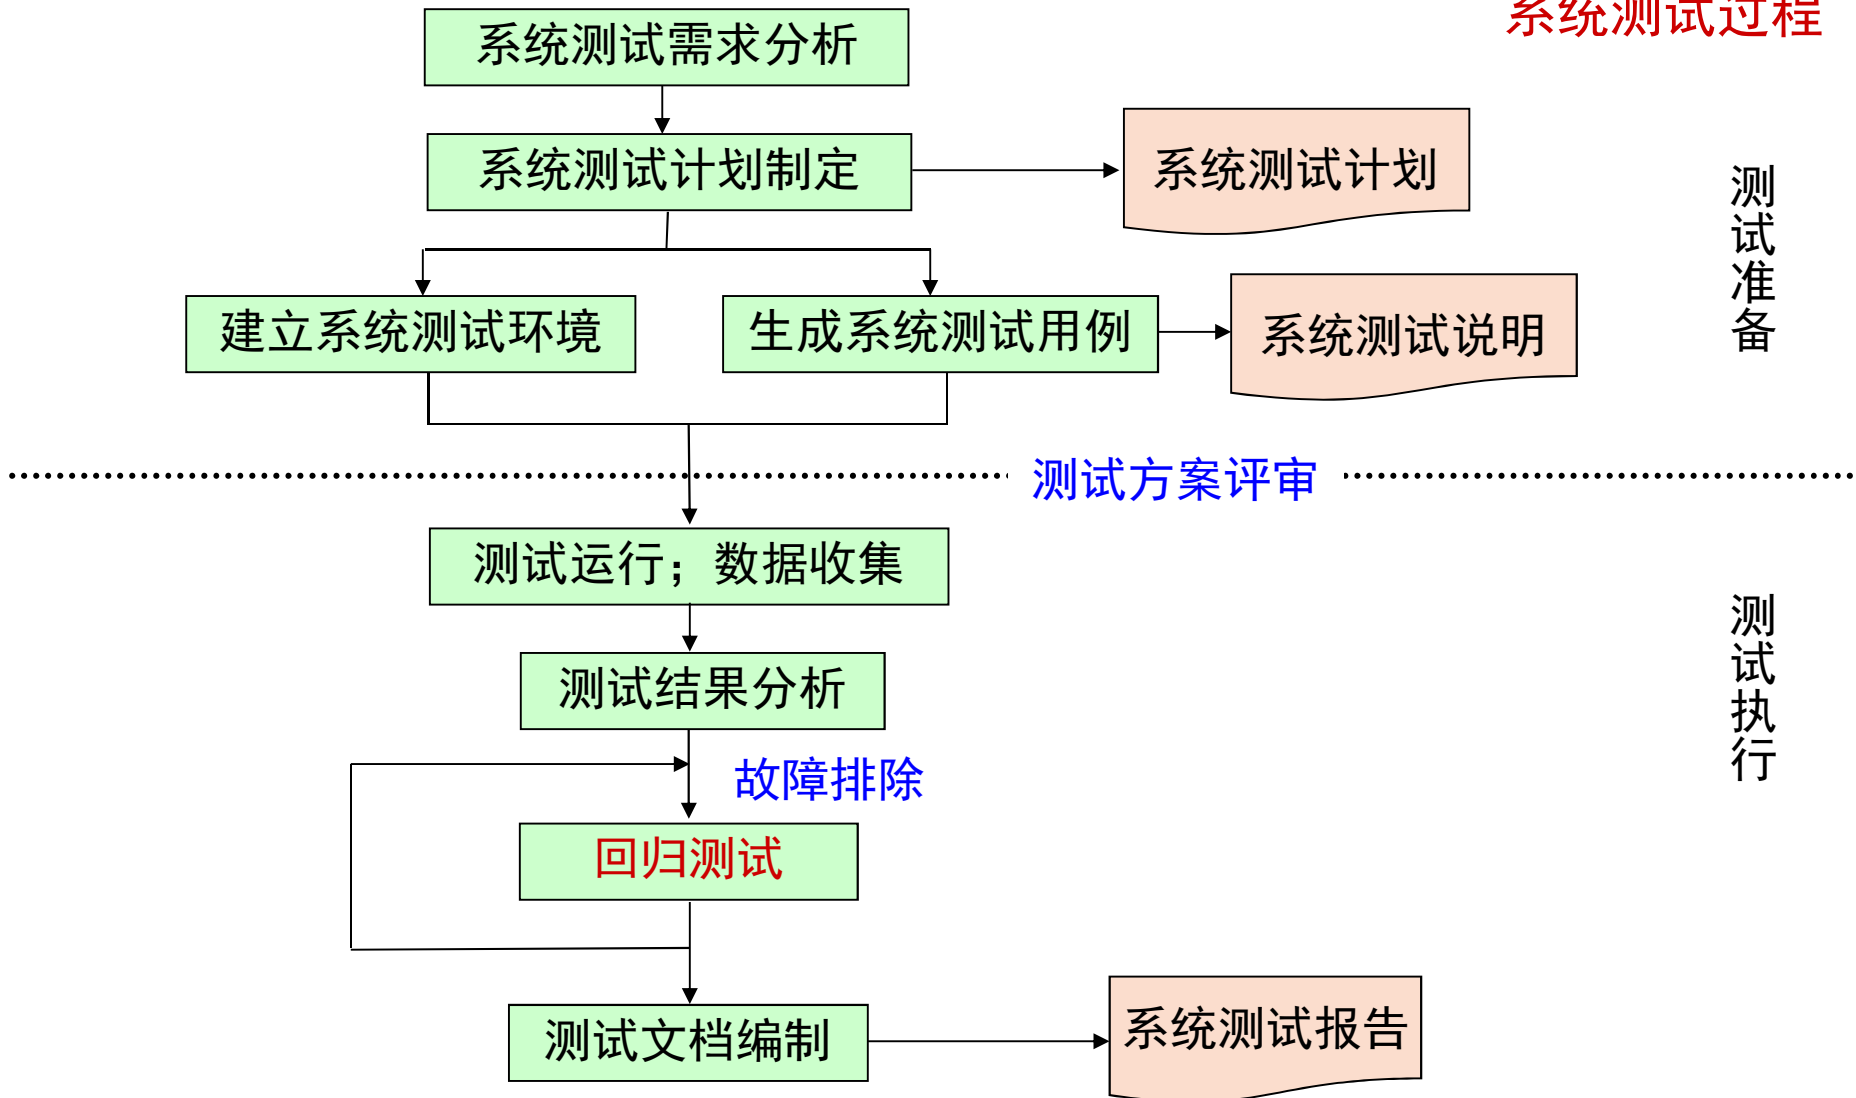 系统测试过程
系统测试需求分析
系统测试计划制定
系统测试计划
测试准备
建立系统测试环境
生成系统测试用例
系统测试说明
测试方案评审
测试运行；数据收集
测试执行
测试结果分析
故障排除
回归测试
测试文档编制
系统测试报告